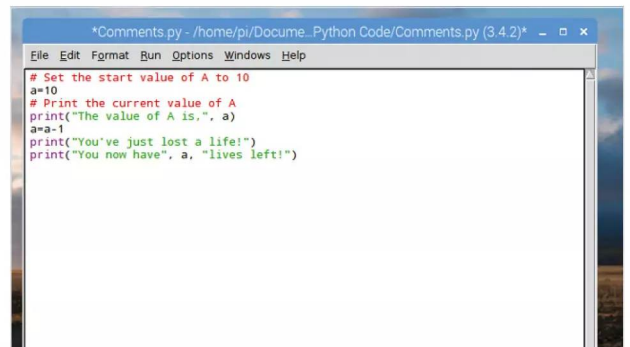 *Comments.py - /home/pi/Docume...Python Code/Comments.py (3.4.2)*
File Edit Format Run Options Windows Help
# Set the start value of A to 10
a=10
# Print the current value of A
print("The value of A is,", a)
a=a-1
print("You've just lost a life!")
print("You now have", a, "lives left!")